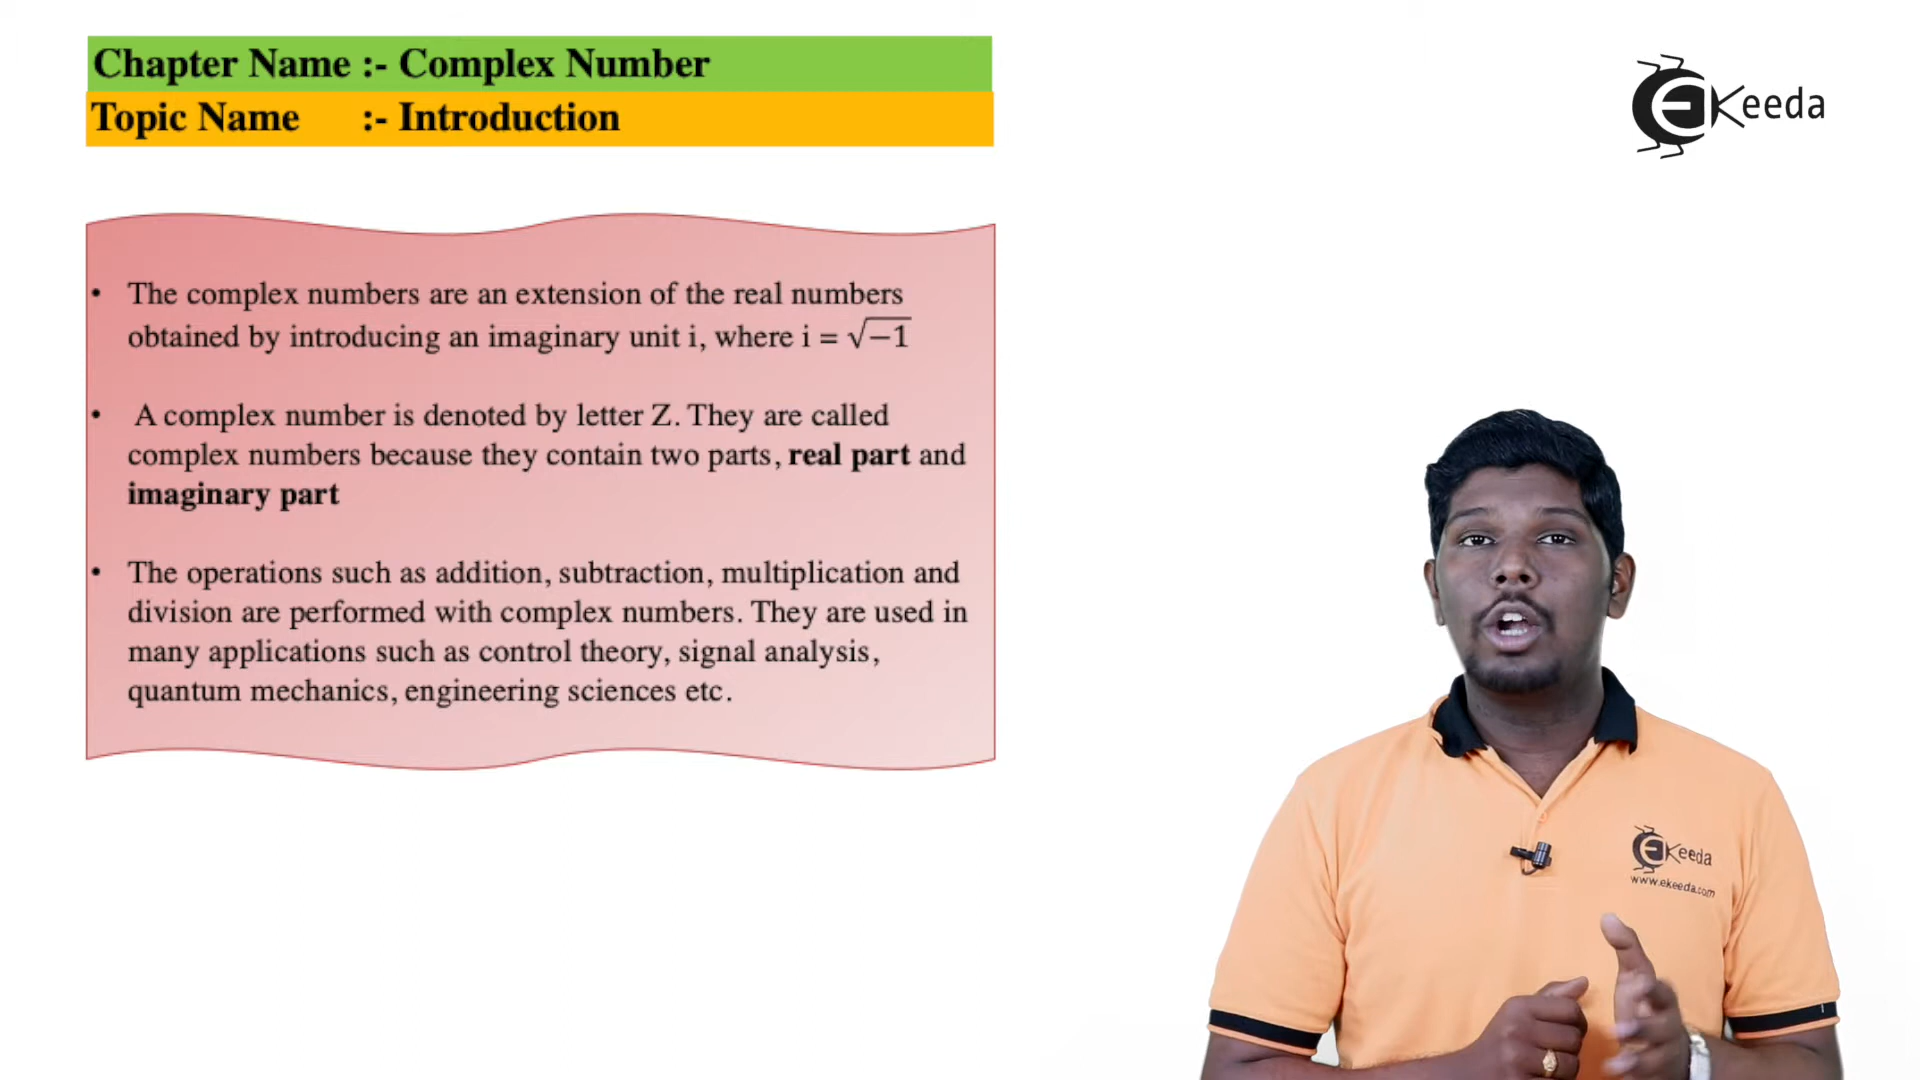 Chapter Name :- Complex Number
Topic Name :- Introduction
EKeeda
• The complex numbers are an extension of the real numbers
obtained by introducing an imaginary unit i, where i = √−1
• A complex number is denoted by letter Z. They are called
complex numbers because they contain two parts, real part and
imaginary part
• The operations such as addition, subtraction, multiplication and
division are performed with complex numbers. They are used in
many applications such as control theory, signal analysis,
quantum mechanics, engineering sciences etc.
EKeeda
www.ekeeda.com